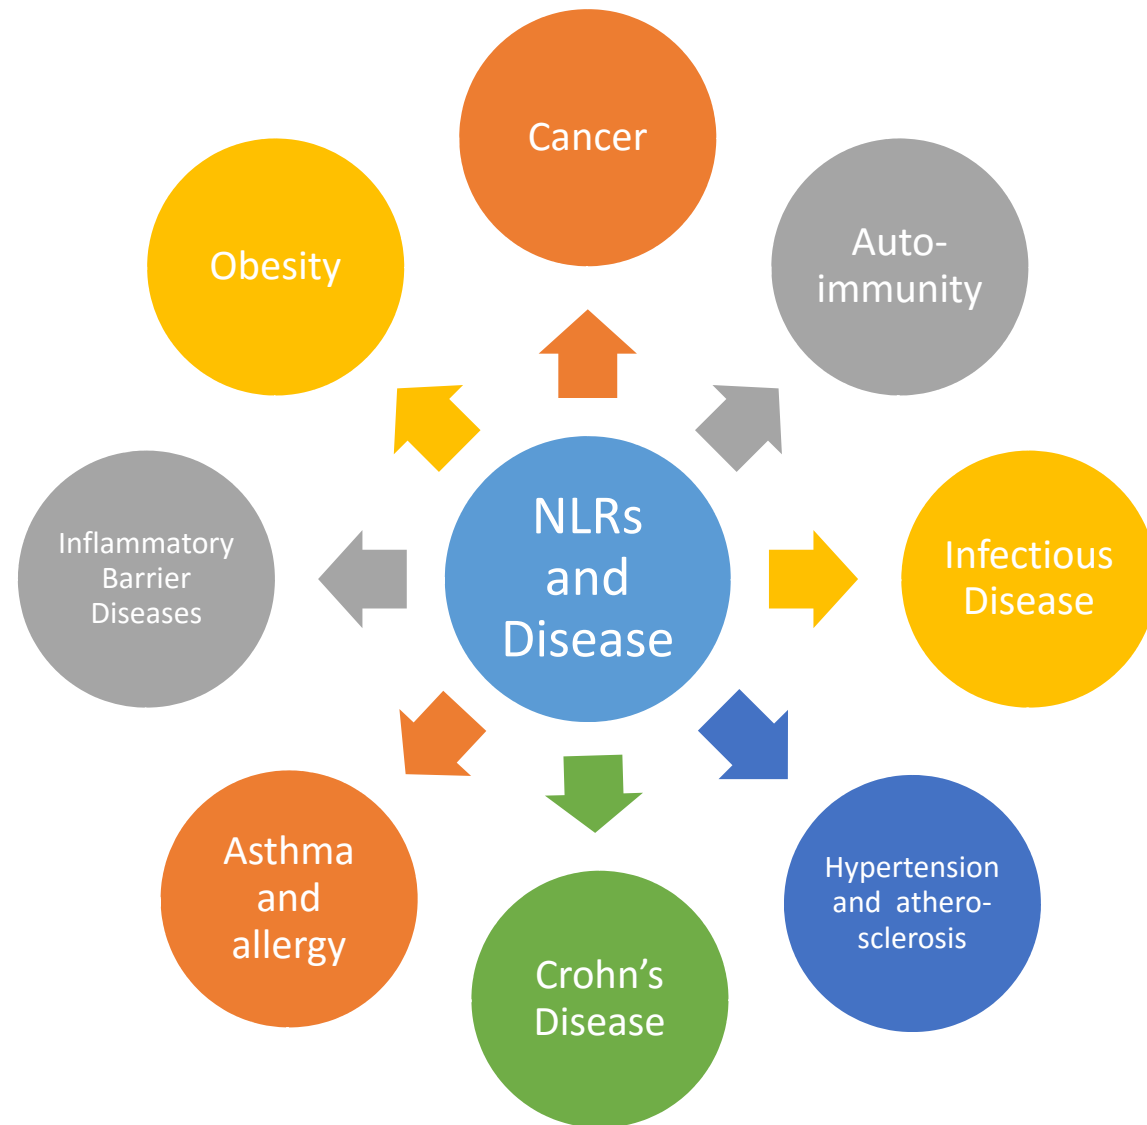 Cancer
Auto-
immunity
Obesity
NLRs
and
Disease
Infectious
Disease
Inflammatory
Barrier
Diseases
Hypertension
and athero-
sclerosis
Asthma
and
allergy
Crohn’s
Disease